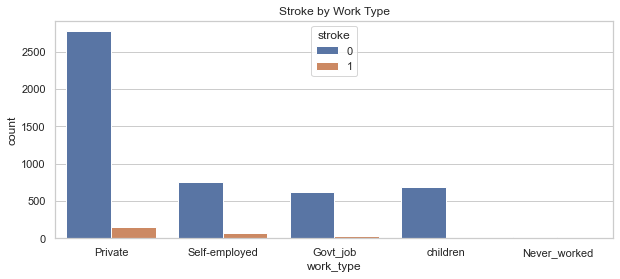 Stroke by Work Type
stroke
0
1
2500
2000
1500
1000
500
0
count
Private Self-employed Govt_job children Never_worked
work_type